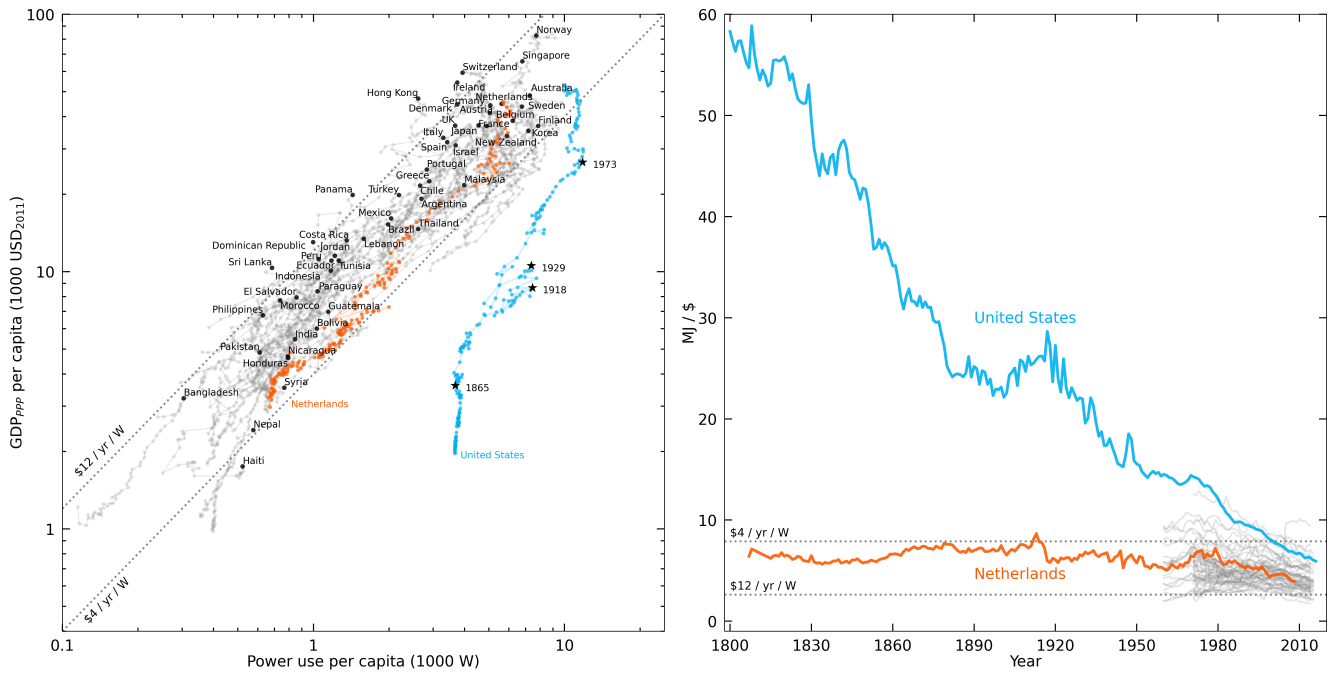 100
10
1
0.1
1
10
GDP_PPP per capita (1000 USD_2011)
Power use per capita (1000 W)
Norway
Singapore
Switzerland
Ireland
Australia
Hong Kong
Germany
Netherlands
Denmark
Austria
Sweden
Belgium
UK
France
Finland
Italy
Japan
Korea
Spain
Israel
New Zealand
Portugal
Greece
Malaysia
Panama
Turkey
Chile
Argentina
Mexico
Brazil
Thailand
Costa Rica
Dominican Republic
Jordan
Lebanon
Peru
Sri Lanka
Ecuador
Tunisia
Indonesia
El Salvador
Paraguay
Morocco
Philippines
Guatemala
Bolivia
India
Pakistan
Nicaragua
Honduras
Syria
Bangladesh
Netherlands
Nepal
Haiti
1973
1929
1918
1865
United States
$12 / yr / W
$4 / yr / W
60
50
40
30
20
10
0
MJ / $
United States
$4 / yr / W
Netherlands
$12 / yr / W
1800
1830
1860
1890
1920
1950
1980
2010
Year